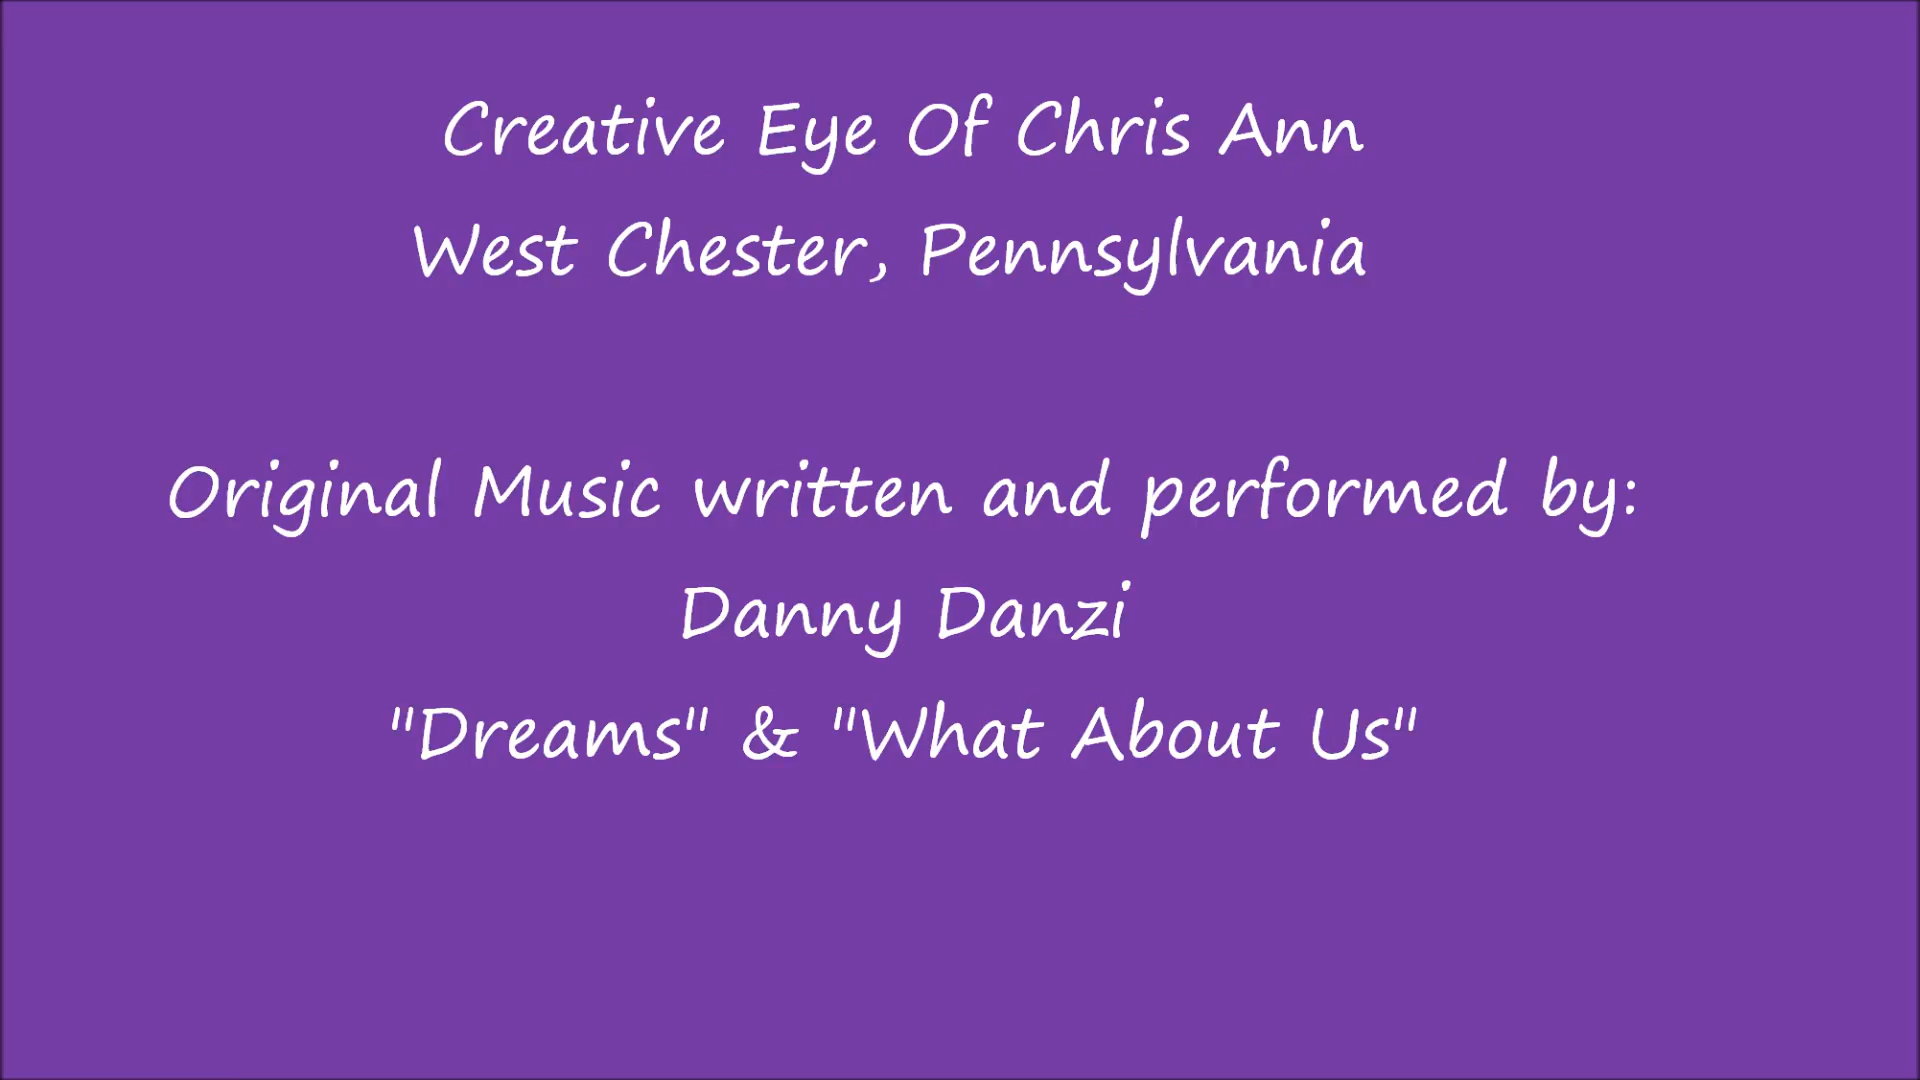 Creative Eye Of Chris Ann
West Chester, Pennsylvania
Original Music written and performed by:
Danny Danzi
"Dreams" & "What About Us"